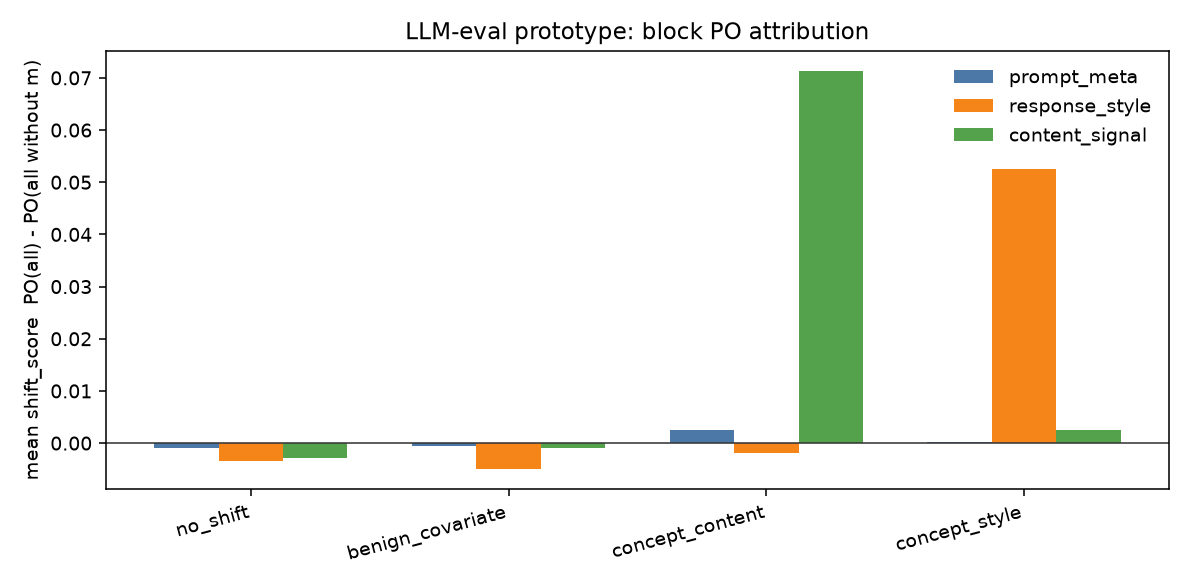 LLM-eval prototype: block PO attribution
mean shift_score  PO(all) - PO(all without m)
0.07
0.06
0.05
0.04
0.03
0.02
0.01
0.00
prompt_meta
response_style
content_signal
no_shift
benign_covariate
concept_content
concept_style